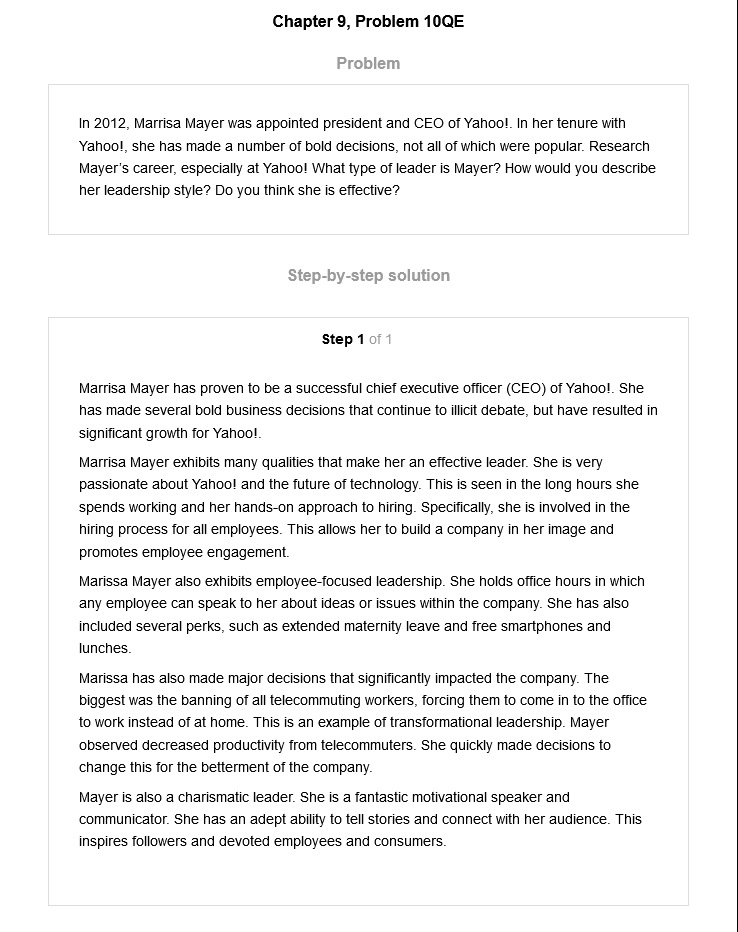 Chapter 9, Problem 10QE
Problem
In 2012, Marrisa Mayer was appointed president and CEO of Yahoo!. In her tenure with
Yahoo!, she has made a number of bold decisions, not all of which were popular. Research
Mayer's career, especially at Yahoo! What type of leader is Mayer? How would you describe
her leadership style? Do you think she is effective?
Step-by-step solution
Step 1 of 1
Marrisa Mayer has proven to be a successful chief executive officer (CEO) of Yahoo!. She
has made several bold business decisions that continue to illicit debate, but have resulted in
significant growth for Yahoo!.
Marrisa Mayer exhibits many qualities that make her an effective leader. She is very
passionate about Yahoo! and the future of technology. This is seen in the long hours she
spends working and her hands-on approach to hiring. Specifically, she is involved in the
hiring process for all employees. This allows her to build a company in her image and
promotes employee engagement.
Marissa Mayer also exhibits employee-focused leadership. She holds office hours in which
any employee can speak to her about ideas or issues within the company. She has also
included several perks, such as extended maternity leave and free smartphones and
lunches.
Marissa has also made major decisions that significantly impacted the company. The
biggest was the banning of all telecommuting workers, forcing them to come in to the office
to work instead of at home. This is an example of transformational leadership. Mayer
observed decreased productivity from telecommuters. She quickly made decisions to
change this for the betterment of the company.
Mayer is also a charismatic leader. She is a fantastic motivational speaker and
communicator. She has an adept ability to tell stories and connect with her audience. This
inspires followers and devoted employees and consumers.